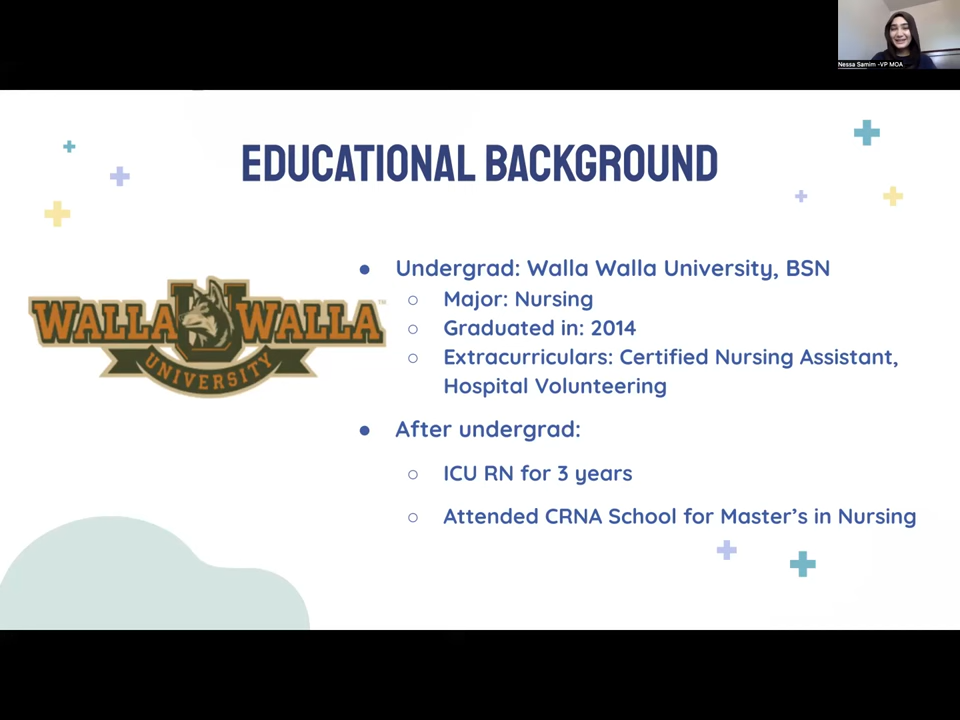 Nessa Samim -VP MOA
EDUCATIONAL BACKGROUND
WALLA U WALLA
UNIVERSITY
TM
● Undergrad: Walla Walla University, BSN
○ Major: Nursing
○ Graduated in: 2014
○ Extracurriculars: Certified Nursing Assistant,
Hospital Volunteering
● After undergrad:
○ ICU RN for 3 years
○ Attended CRNA School for Master's in Nursing